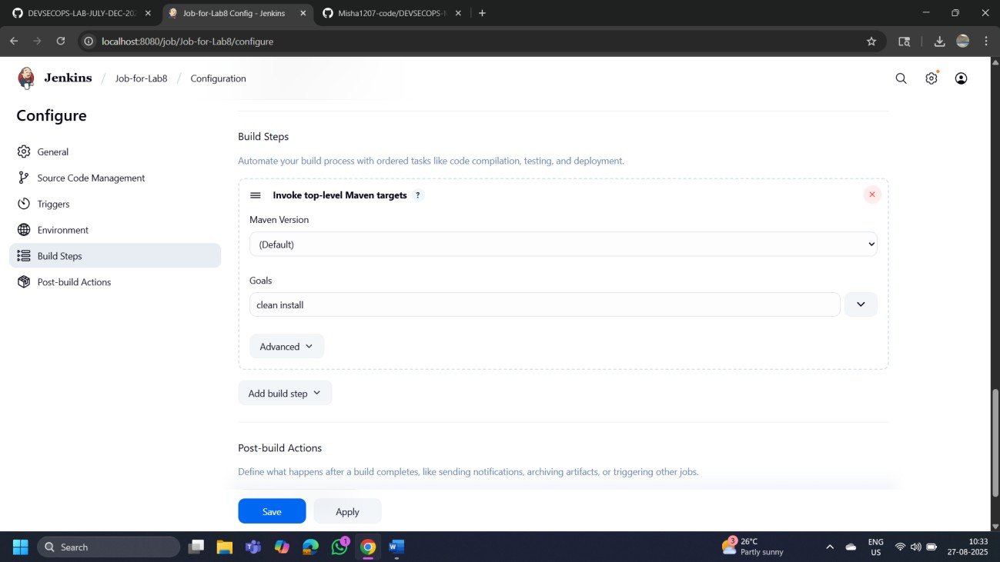 DEVSECOPS-LAB-JULY-DEC-202
Job-for-Lab8 Config - Jenkins
Misha1207-code/DEVSECOPS-
localhost:8080/job/Job-for-Lab8/configure
Jenkins / Job-for-Lab8 / Configuration
Configure
General
Source Code Management
Triggers
Environment
Build Steps
Post-build Actions
Build Steps
Automate your build process with ordered tasks like code compilation, testing, and deployment.
Invoke top-level Maven targets ?
Maven Version
(Default)
Goals
clean install
Advanced
Add build step
Post-build Actions
Define what happens after a build completes, like sending notifications, archiving artifacts, or triggering other jobs.
Save
Apply
Search
1
3
26°C
Partly sunny
ENG
US
10:33
27-08-2025